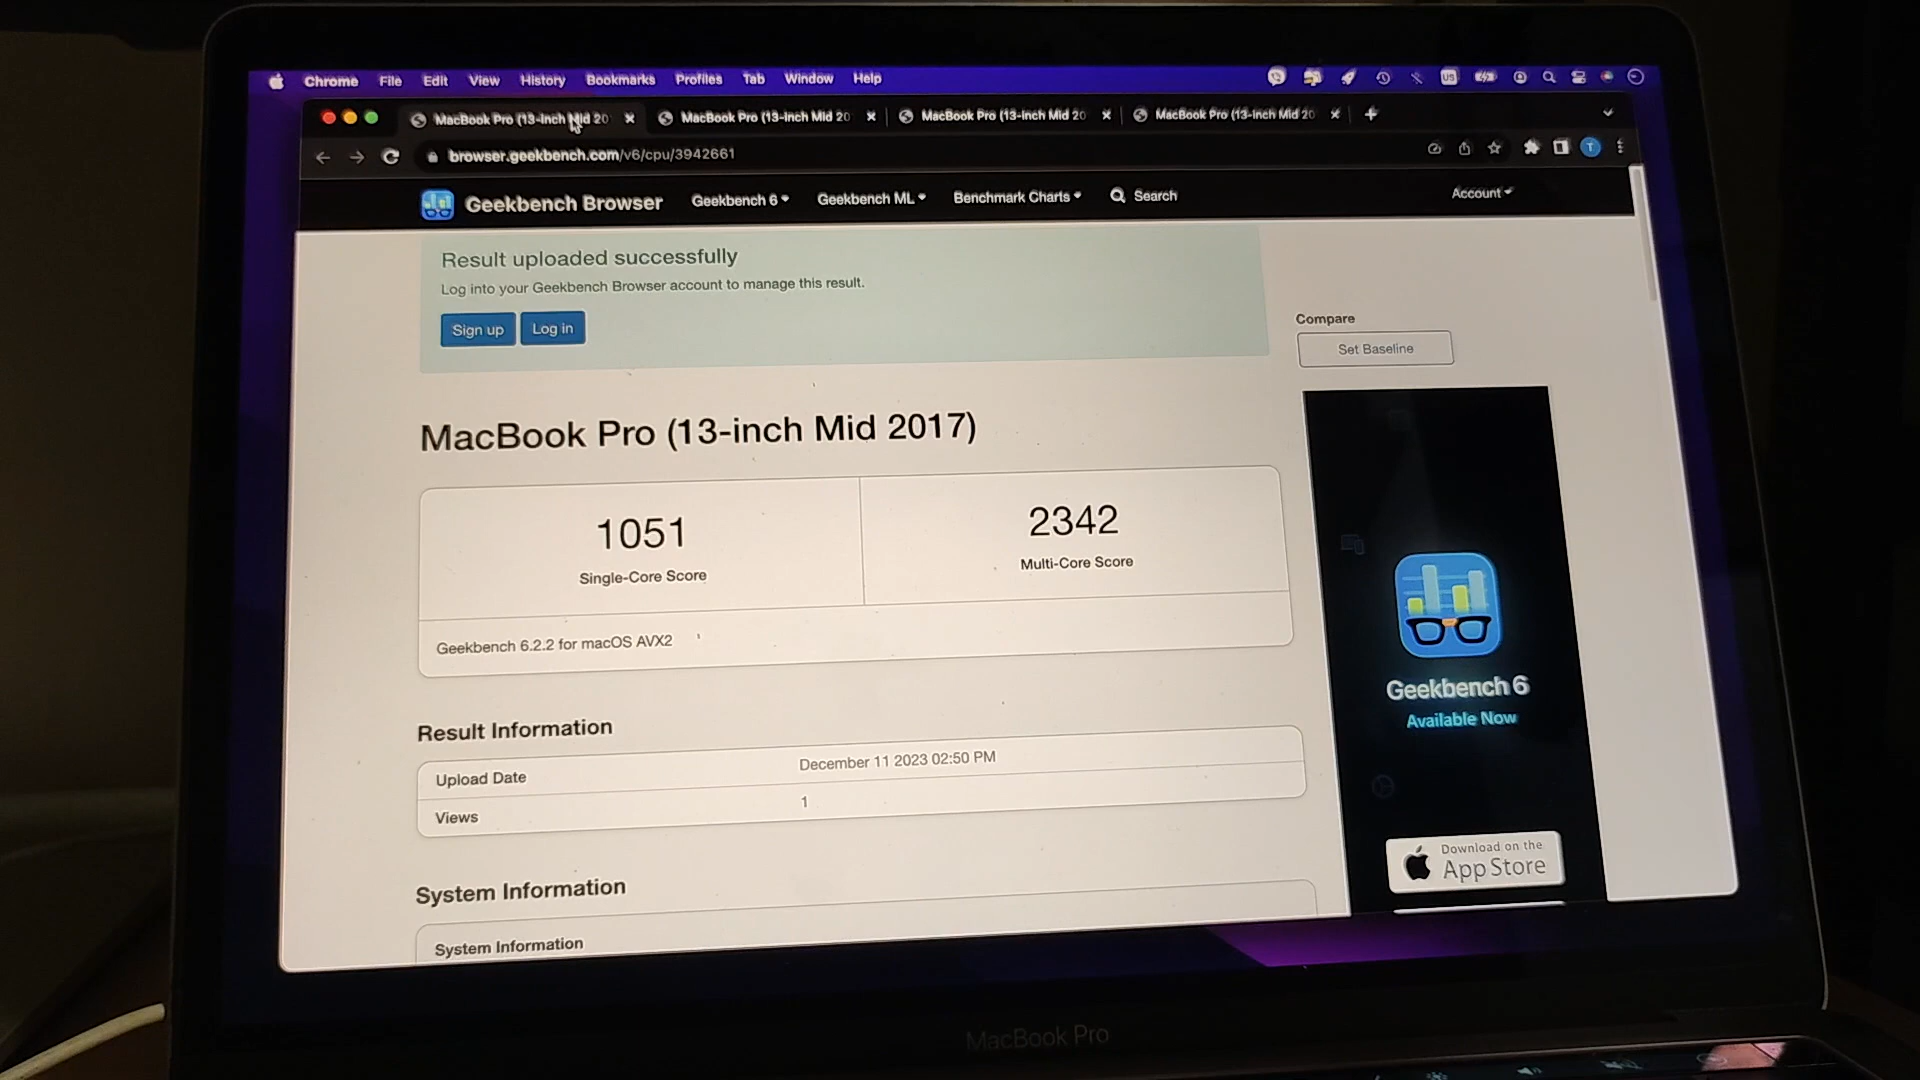 Chrome File Edit View History Bookmarks Profiles Tab Window Help US
MacBook Pro (13-inch Mid 20 MacBook Pro (13-inch Mid 20 MacBook Pro (13-inch Mid 20 MacBook Pro (13-inch Mid 20
browser.geekbench.com/v6/cpu/3942661 T
Geekbench Browser Geekbench 6 Geekbench ML Benchmark Charts Search Account
Result uploaded successfully
Log into your Geekbench Browser account to manage this result.
Sign up Log in
Compare
Set Baseline
MacBook Pro (13-inch Mid 2017)
1051 2342
Single-Core Score Multi-Core Score
Geekbench 6.2.2 for macOS AVX2
Result Information
Upload Date December 11 2023 02:50 PM
Views 1
System Information
System Information
Geekbench 6
Available Now
Download on the
App Store
MacBook Pro